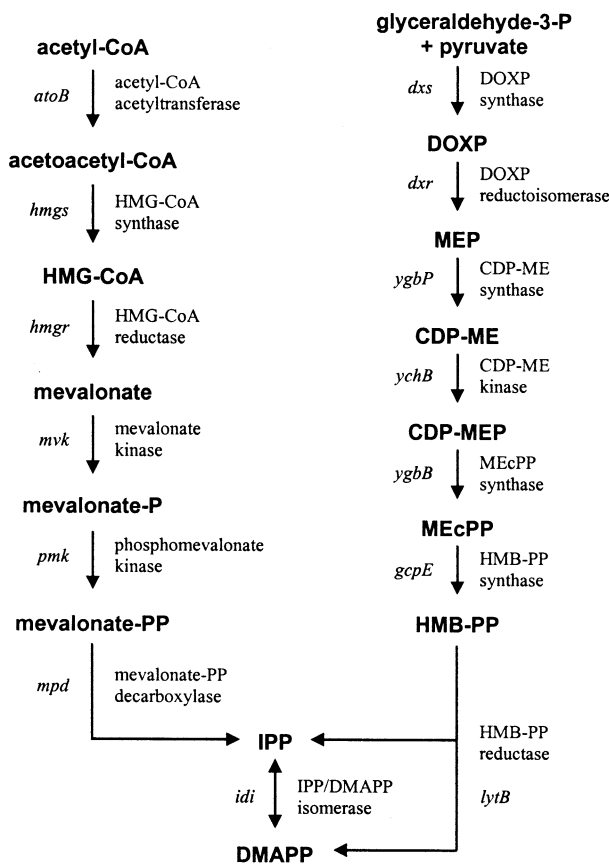 acetyl-CoA
atoB
acetyl-CoA
acetyltransferase
acetoacetyl-CoA
hmgs
HMG-CoA
synthase
HMG-CoA
hmgr
HMG-CoA
reductase
mevalonate
mvk
mevalonate
kinase
mevalonate-P
pmk
phosphomevalonate
kinase
mevalonate-PP
mpd
mevalonate-PP
decarboxylase
glyceraldehyde-3-P
+ pyruvate
dxs
DOXP
synthase
DOXP
dxr
DOXP
reductoisomerase
MEP
ygbP
CDP-ME
synthase
CDP-ME
ychB
CDP-ME
kinase
CDP-MEP
ygbB
MEcPP
synthase
MEcPP
gcpE
HMB-PP
synthase
HMB-PP
HMB-PP
reductase
lytB
IPP
idi
IPP/DMAPP
isomerase
DMAPP